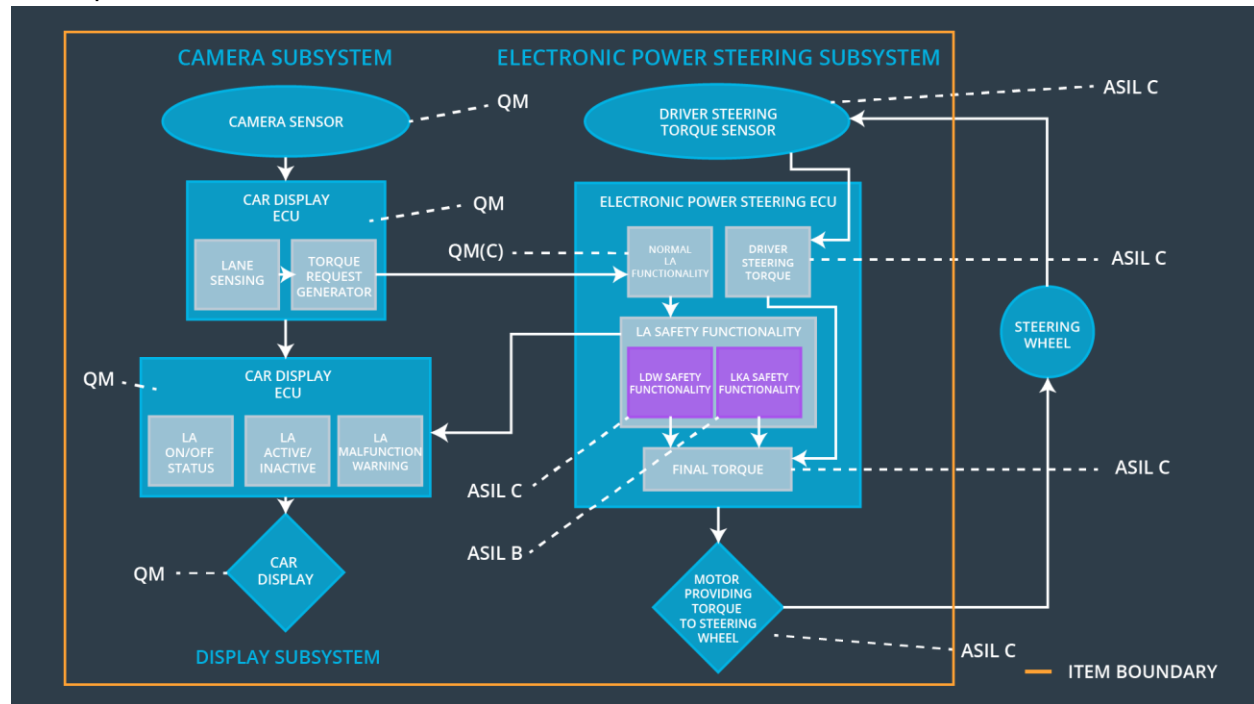 CAMERA SUBSYSTEM
ELECTRONIC POWER STEERING SUBSYSTEM
CAMERA SENSOR
QM
DRIVER STEERING
TORQUE SENSOR
ASIL C
CAR DISPLAY
ECU
QM
LANE
SENSING
TORQUE
REQUEST
GENERATOR
ELECTRONIC POWER STEERING ECU
QM(C)
NORMAL
LA
FUNCTIONALITY
DRIVER
STEERING
TORQUE
ASIL C
STEERING
WHEEL
LA SAFETY FUNCTIONALITY
LDW SAFETY
FUNCTIONALITY
LKA SAFETY
FUNCTIONALITY
QM
CAR DISPLAY
ECU
LA
ON/OFF
STATUS
LA
ACTIVE/
INACTIVE
LA
MALFUNCTION
WARNING
FINAL TORQUE
ASIL C
ASIL C
ASIL B
QM
CAR
DISPLAY
MOTOR
PROVIDING
TORQUE
TO STEERING
WHEEL
ASIL C
DISPLAY SUBSYSTEM
ITEM BOUNDARY